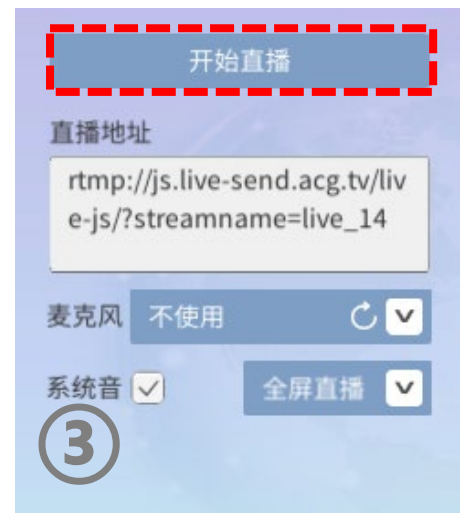 开始直播
直播地址
rtmp://js.live-send.acg.tv/liv
e-js/?streamname=live_14
麦克风 不使用
系统音 全屏直播
③